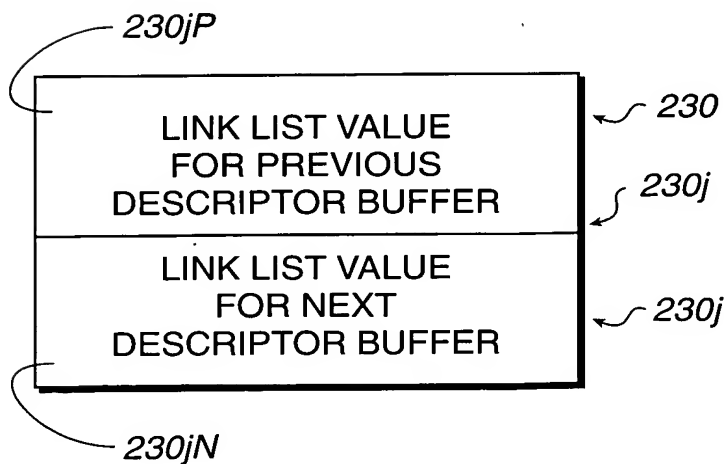 230jP
LINK LIST VALUE
FOR PREVIOUS
DESCRIPTOR BUFFER
230
230j
LINK LIST VALUE
FOR NEXT
DESCRIPTOR BUFFER
230j
230jN